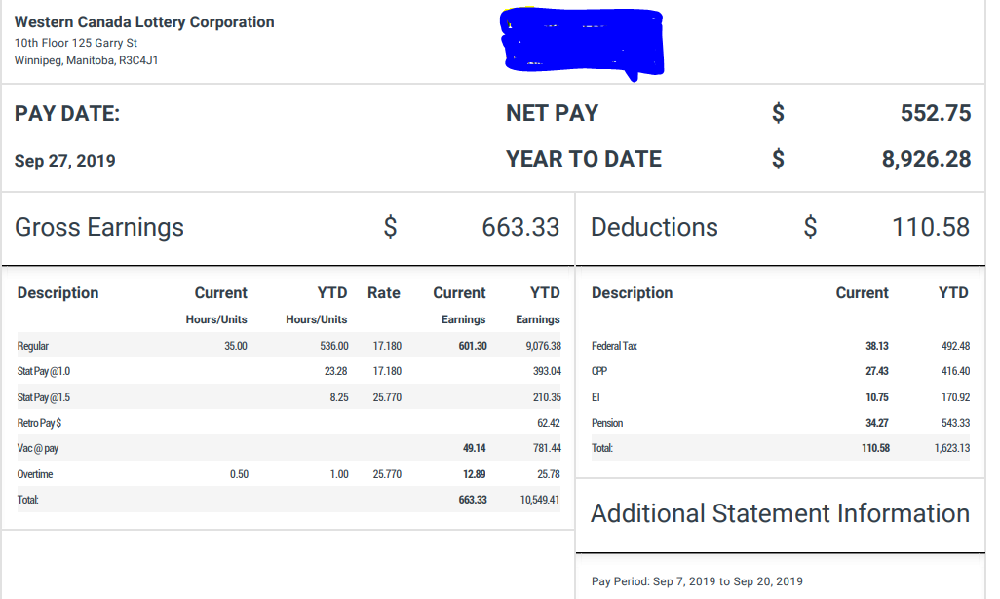 Western Canada Lottery Corporation
10th Floor 125 Garry St
Winnipeg, Manitoba, R3C4J1
PAY DATE:
Sep 27, 2019
NET PAY $ 552.75
YEAR TO DATE $ 8,926.28
Gross Earnings $ 663.33
Description Current YTD Rate Current YTD
Hours/Units Hours/Units Earnings Earnings
Regular 35.00 536.00 17.180 601.30 9,076.38
Stat Pay @1.0 23.28 17.180 393.04
Stat Pay @1.5 8.25 25.770 210.35
Retro Pay $ 62.42
Vac @ pay 49.14 781.44
Overtime 0.50 1.00 25.770 12.89 25.78
Total: 663.33 10,549.41
Deductions $ 110.58
Description Current YTD
Federal Tax 38.13 492.48
CPP 27.43 416.40
EI 10.75 170.92
Pension 34.27 543.33
Total: 110.58 1,623.13
Additional Statement Information
Pay Period: Sep 7, 2019 to Sep 20, 2019